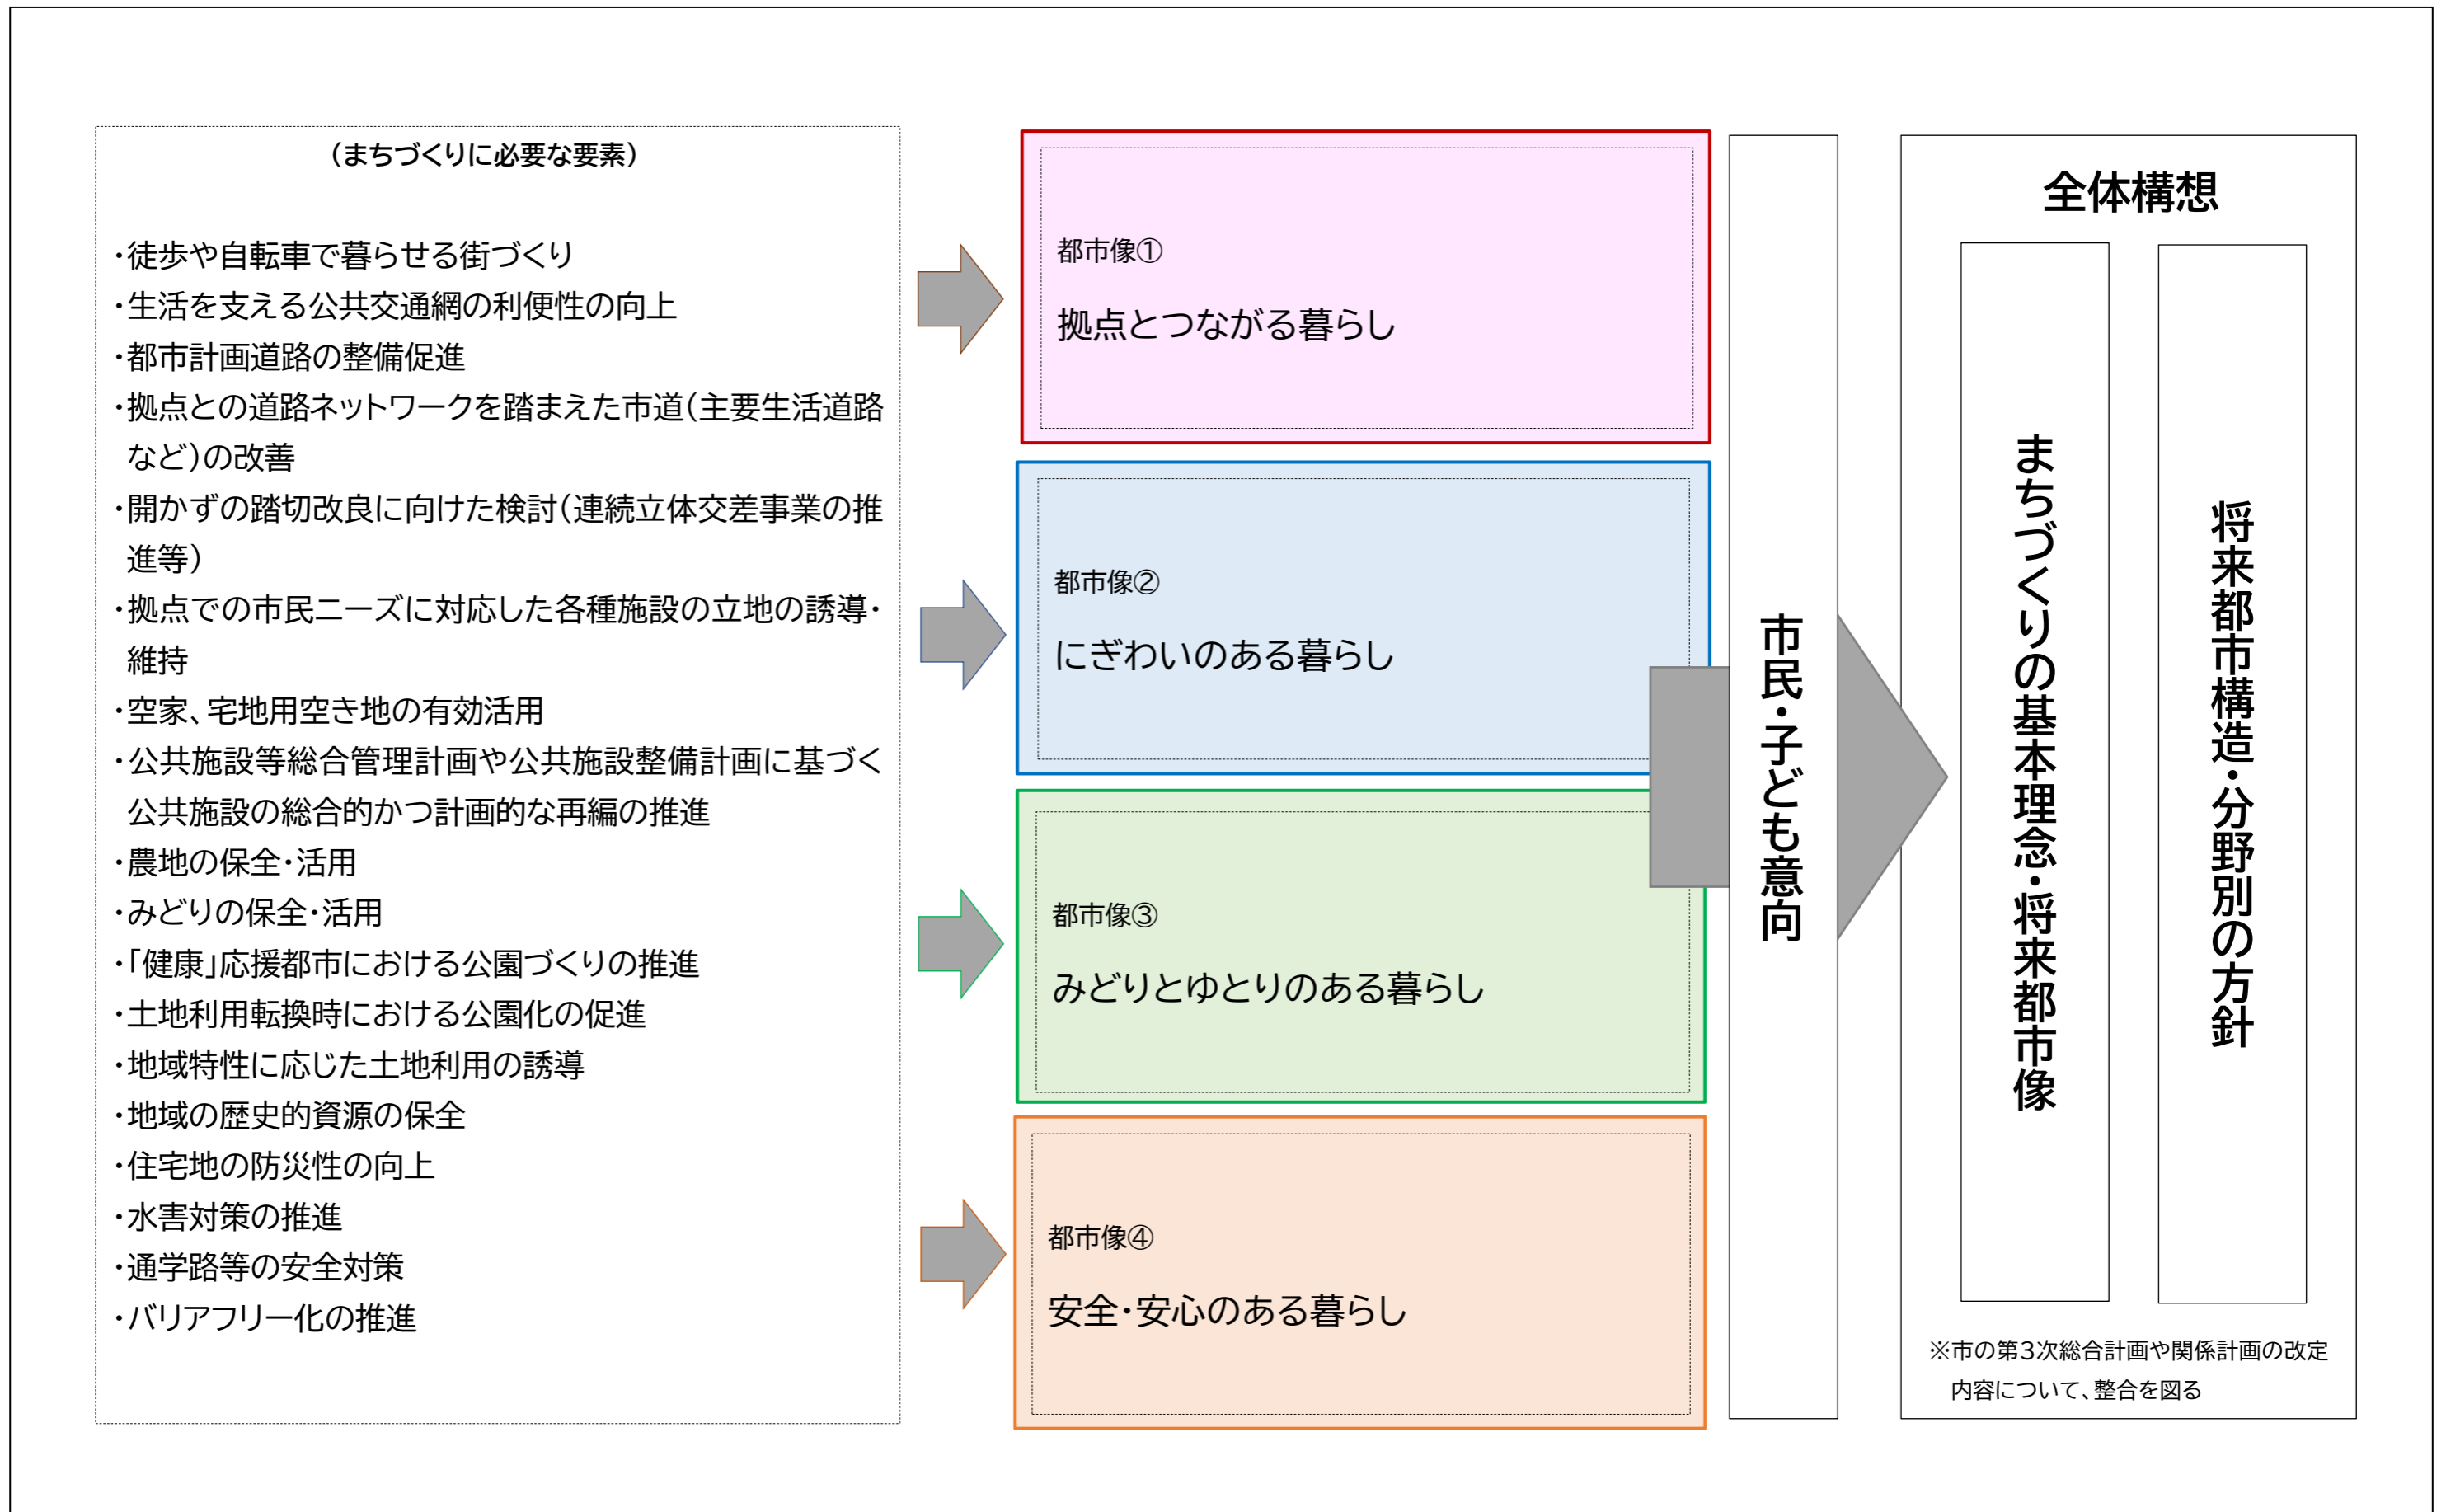 （まちづくりに必要な要素）
・徒歩や自転車で暮らせる街づくり
・生活を支える公共交通網の利便性の向上
・都市計画道路の整備促進
・拠点との道路ネットワークを踏まえた市道（主要生活道路
など）の改善
・開かずの踏切改良に向けた検討（連続立体交差事業の推
進等）
・拠点での市民ニーズに対応した各種施設の立地の誘導・
維持
・空家、宅地用空き地の有効活用
・公共施設等総合管理計画や公共施設整備計画に基づく
公共施設の総合的かつ計画的な再編の推進
・農地の保全・活用
・みどりの保全・活用
・「健康」応援都市における公園づくりの推進
・土地利用転換時における公園化の促進
・地域特性に応じた土地利用の誘導
・地域の歴史的資源の保全
・住宅地の防災性の向上
・水害対策の推進
・通学路等の安全対策
・バリアフリー化の推進
都市像①
拠点とつながる暮らし
都市像②
にぎわいのある暮らし
都市像③
みどりとゆとりのある暮らし
都市像④
安全・安心のある暮らし
市民・子ども意向
全体構想
まちづくりの基本理念・将来都市像
将来都市構造・分野別の方針
※市の第３次総合計画や関係計画の改定
内容について、整合を図る